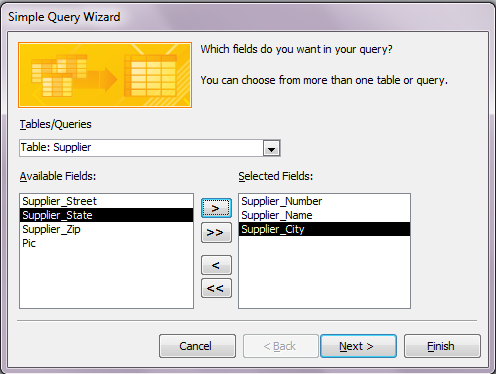 Simple Query Wizard
Which fields do you want in your query?
You can choose from more than one table or query.
Tables/Queries
Table: Supplier
Available Fields:
Supplier_Street
Supplier_State
Supplier_Zip
Pic
>
>>
<
<<
Selected Fields:
Supplier_Number
Supplier_Name
Supplier_City
Cancel
< Back
Next >
Finish